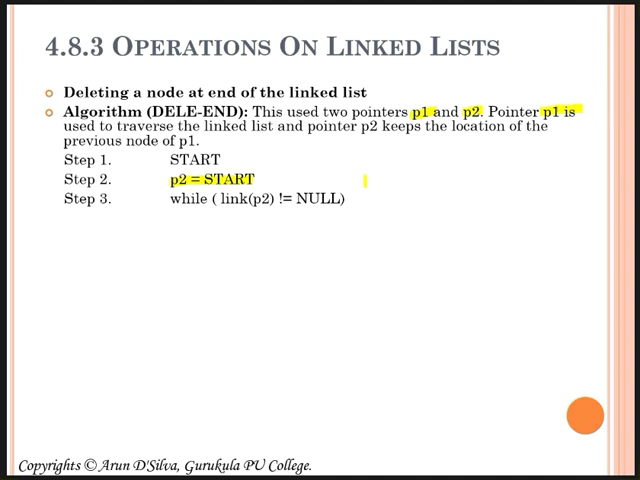 4.8.3 OPERATIONS ON LINKED LISTS
Deleting a node at end of the linked list
Algorithm (DELE-END): This used two pointers p1 and p2. Pointer p1 is
used to traverse the linked list and pointer p2 keeps the location of the
previous node of p1.
Step 1. START
Step 2. p2 = START
Step 3. while ( link(p2) != NULL)
Copyrights © Arun D'Silva, Gurukula PU College.